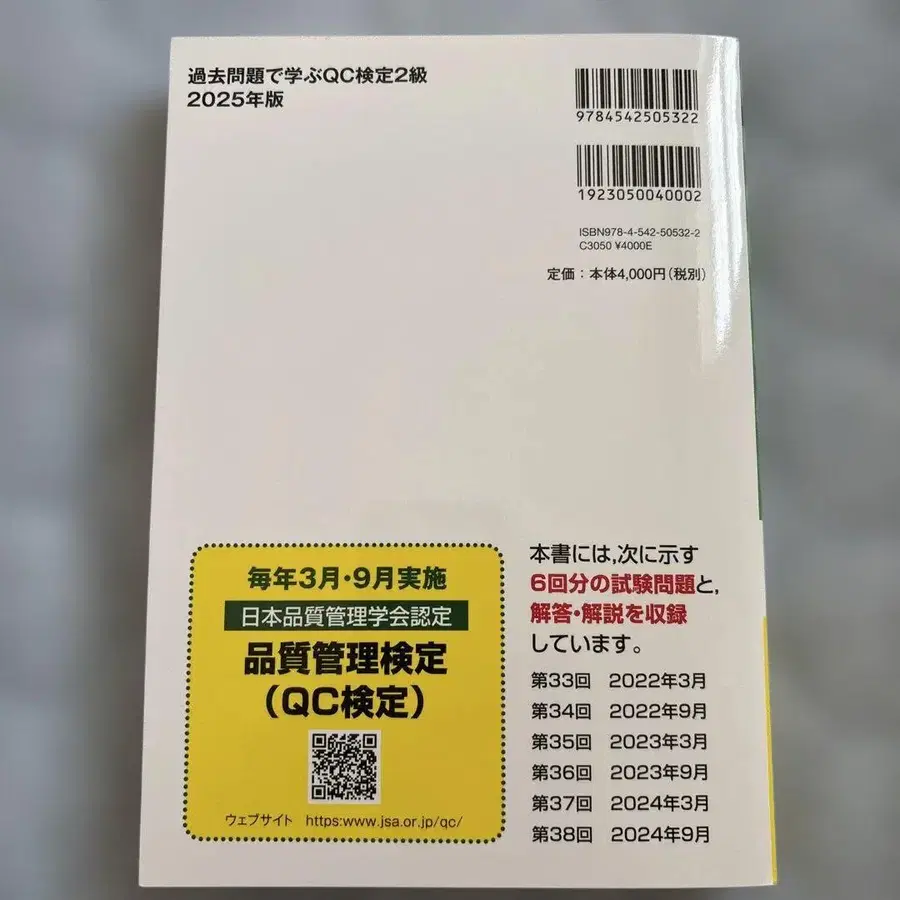 過去問題で学ぶQC検定2級
2025年版
9784542505322
1923050040002
ISBN978-4-542-50532-2
C3050 ¥4000E
定価：本体4,000円（税別）
毎年3月・9月実施
日本品質管理学会認定
品質管理検定
（QC検定）
ウェブサイト https:www.jsa.or.jp/qc/
本書には,次に示す
6回分の試験問題と,
解答・解説を収録
しています。
第33回 2022年3月
第34回 2022年9月
第35回 2023年3月
第36回 2023年9月
第37回 2024年3月
第38回 2024年9月